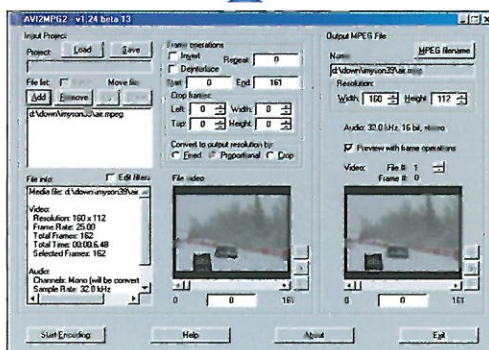 AVI2MPG2 - v1.24 beta 13
Input Project
Project:
Load
Save
File list:
Move file:
Add
Remove
d:\down\myson39\air.mpeg
File info:
Edit filters
Media file: d:\down\myson39\air.m
Video:
Resolution: 160 x 112
Frame Rate: 25.00
Total Frames: 162
Total Time: 00:00:6.48
Selected Frames: 162
Audio:
Channels: Mono (will be convert
Sample Rate: 32.0 kHz
Frame operations
Invert
Repeat: 0
Deinterlace
Start 0 End: 161
Crop frames:
Left: 0 Width: 0
Top: 0 Height: 0
Convert to output resolution by:
Fixed Proportional Crop
File video
0 0 161
Output MPEG File
Name:
MPEG filename
d:\down\myson39\air.mpg
Resolution:
Width: 160 Height: 112
Audio: 32.0 kHz, 16 bit, stereo
Preview with frame operations
Video: File #: 1
Frame #: 0
0 0 161
Start Encoding
Help
About
Exit